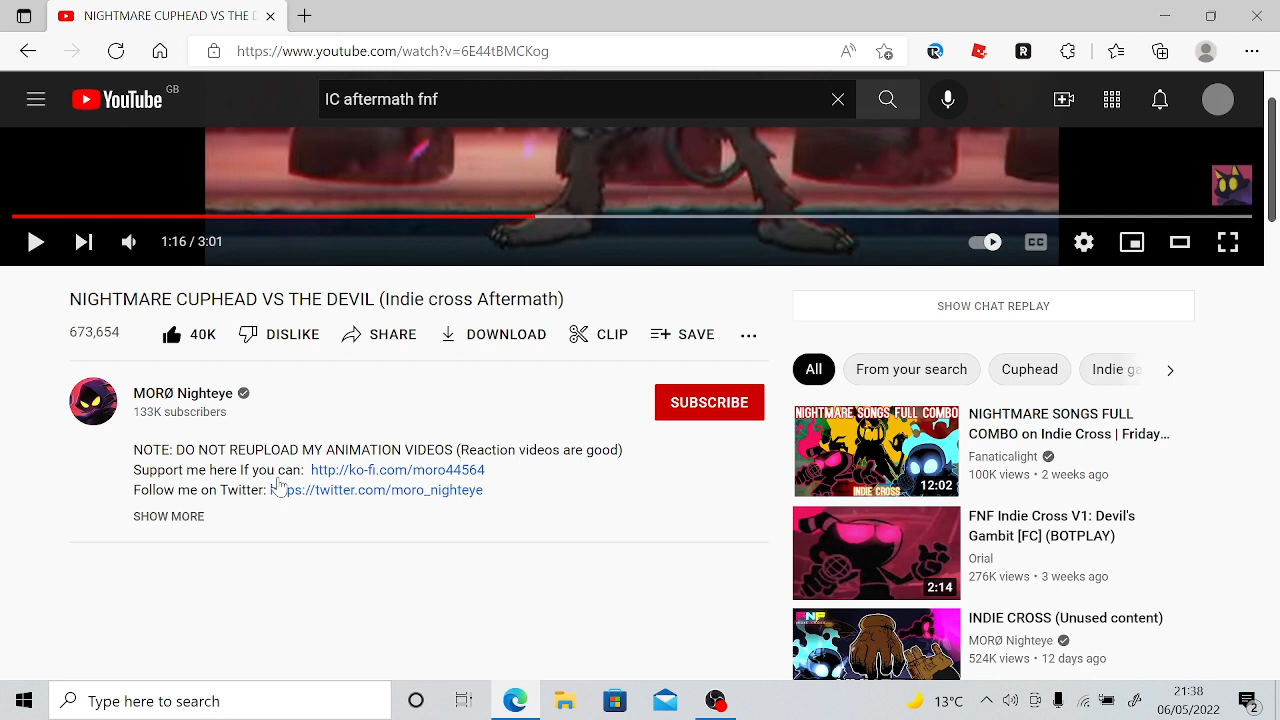 NIGHTMARE CUPHEAD VS THE D
https://www.youtube.com/watch?v=6E44tBMCKog
YouTube GB
IC aftermath fnf
1:16 / 3:01
CC
NIGHTMARE CUPHEAD VS THE DEVIL (Indie cross Aftermath)
673,654
40K DISLIKE SHARE DOWNLOAD CLIP SAVE
MORØ Nighteye
133K subscribers
SUBSCRIBE
NOTE: DO NOT REUPLOAD MY ANIMATION VIDEOS (Reaction videos are good)
Support me here If you can: http://ko-fi.com/moro44564
Follow me on Twitter: https://twitter.com/moro_nighteye
SHOW MORE
SHOW CHAT REPLAY
All From your search Cuphead Indie ga
NIGHTMARE SONGS FULL COMBO
INDIE CROSS
12:02
NIGHTMARE SONGS FULL
COMBO on Indie Cross | Friday...
Fanaticalight
100K views • 2 weeks ago
2:14
FNF Indie Cross V1: Devil's
Gambit [FC] (BOTPLAY)
Orial
276K views • 3 weeks ago
FNF
INDIE CROSS (Unused content)
MORØ Nighteye
524K views • 12 days ago
Type here to search
13°C
21:38
06/05/2022
2